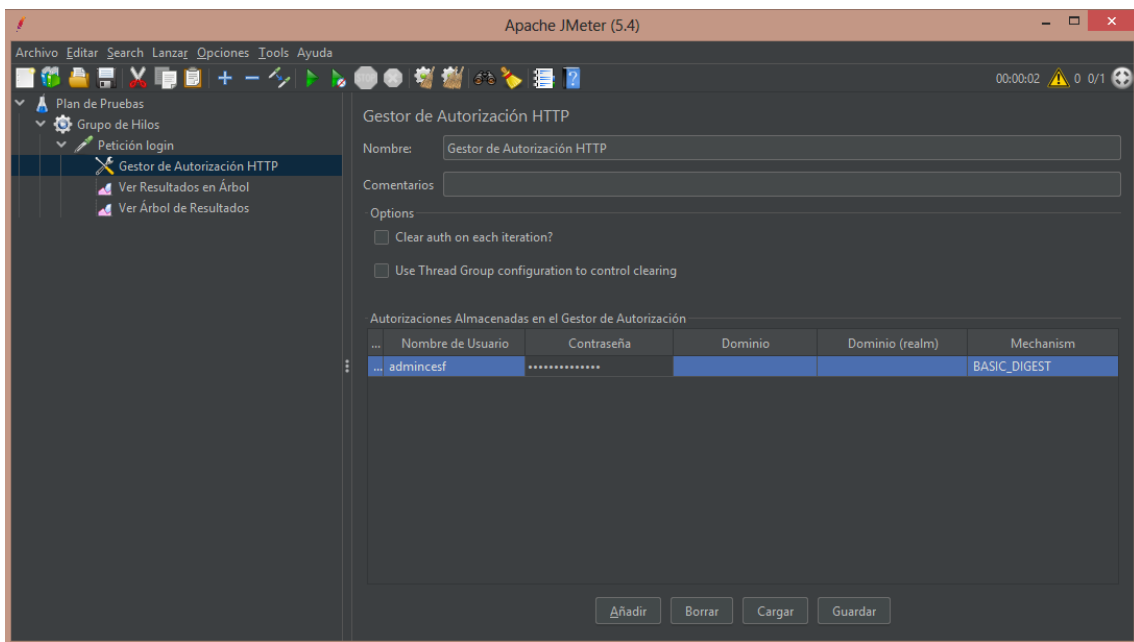 Apache JMeter (5.4)
Archivo Editar Search Lanzar Opciones Tools Ayuda
00:00:02 0 0/1
Plan de Pruebas
Grupo de Hilos
Petición login
Gestor de Autorización HTTP
Ver Resultados en Árbol
Ver Árbol de Resultados
Gestor de Autorización HTTP
Nombre: Gestor de Autorización HTTP
Comentarios
Options
Clear auth on each iteration?
Use Thread Group configuration to control clearing
Autorizaciones Almacenadas en el Gestor de Autorización
... Nombre de Usuario Contraseña Dominio Dominio (realm) Mechanism
... admincesf •••••••••••••• BASIC_DIGEST
Añadir Borrar Cargar Guardar